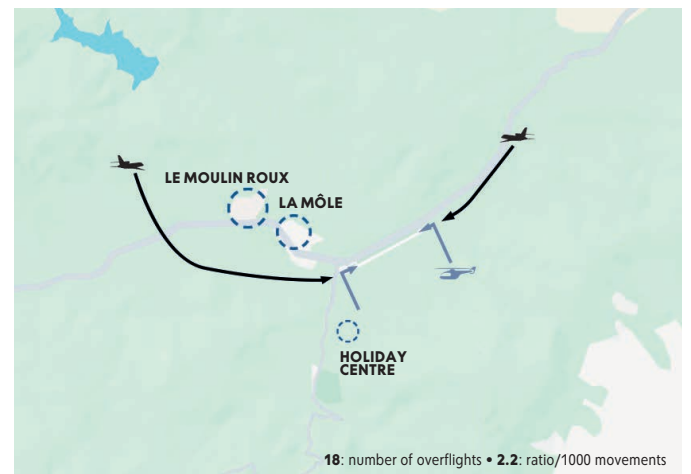 LE MOULIN ROUX
LA MÔLE
HOLIDAY
CENTRE
18: number of overflights • 2.2: ratio/1000 movements